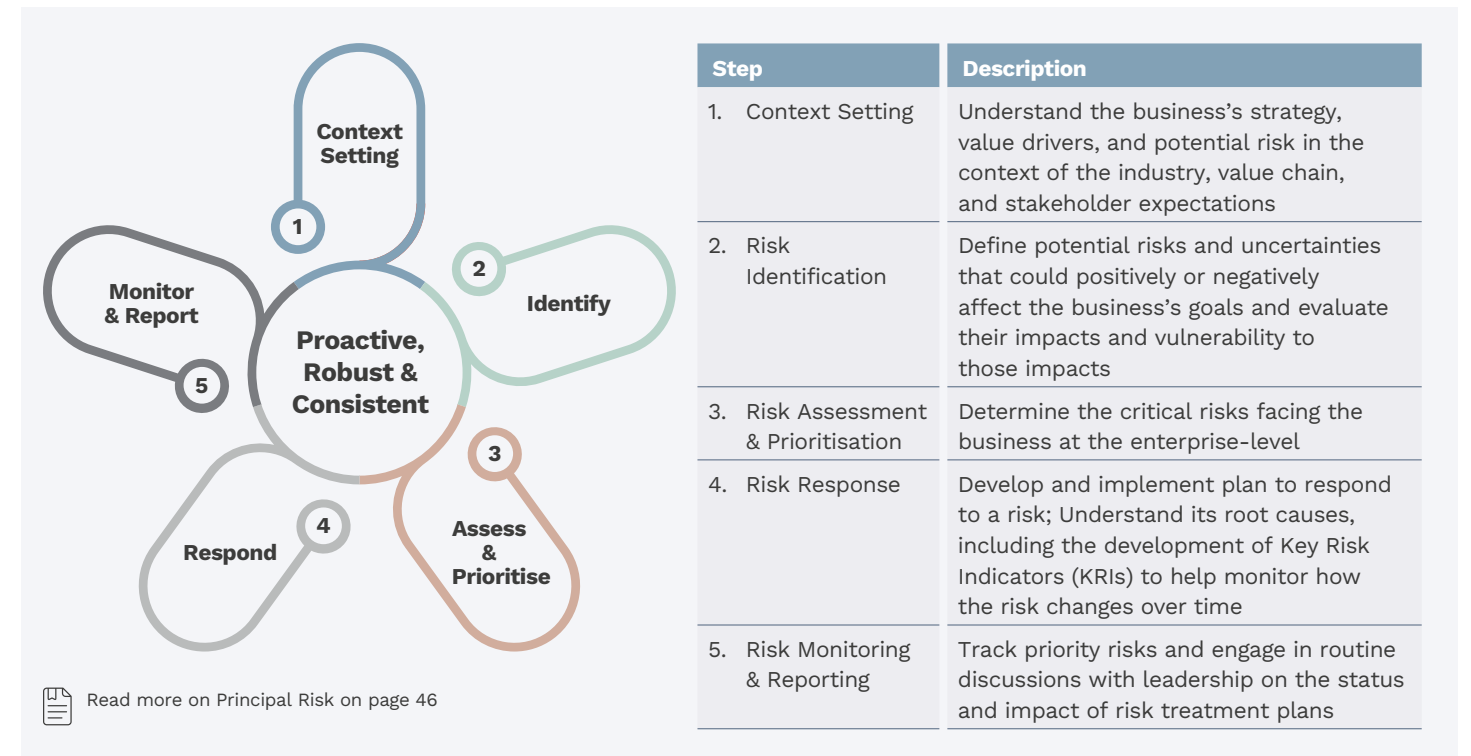 Context
Setting
1
2
Identify
3
Assess
&
Prioritise
4
Respond
5
Monitor
& Report
Proactive,
Robust &
Consistent
Read more on Principal Risk on page 46
Step
Description
1. Context Setting
Understand the business’s strategy,
value drivers, and potential risk in the
context of the industry, value chain,
and stakeholder expectations
2. Risk
Identification
Define potential risks and uncertainties
that could positively or negatively
affect the business’s goals and evaluate
their impacts and vulnerability to
those impacts
3. Risk Assessment
& Prioritisation
Determine the critical risks facing the
business at the enterprise-level
4. Risk Response
Develop and implement plan to respond
to a risk; Understand its root causes,
including the development of Key Risk
Indicators (KRIs) to help monitor how
the risk changes over time
5. Risk Monitoring
& Reporting
Track priority risks and engage in routine
discussions with leadership on the status
and impact of risk treatment plans